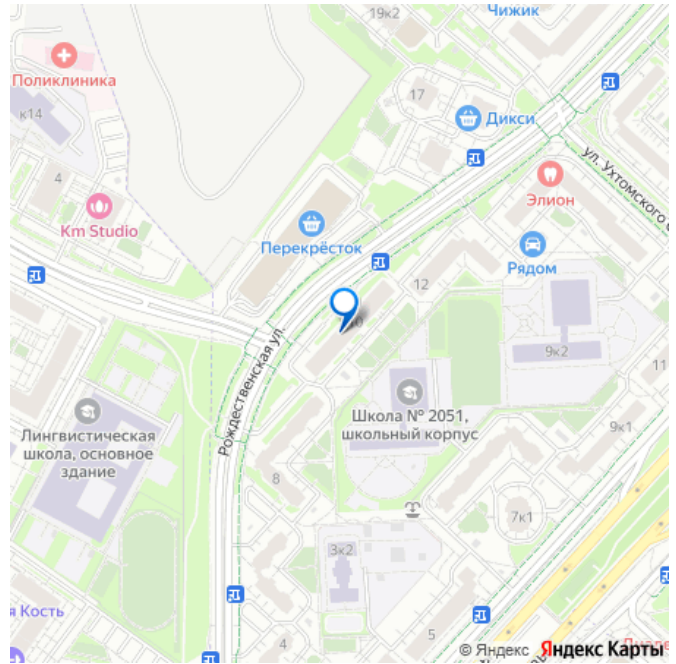 19к2
Чижик
Поликлиника
к14
17
Дикси
4
Km Studio
ул. Ухтомского
Элион
Перекрёсток
Рядом
12
9к2
Рождественская ул.
11
Школа № 2051,
школьный корпус
Лингвистическая
школа, основное
здание
9к1
8
7к1
3к2
я Кость
4
5
© Яндекс Яндекс Карты